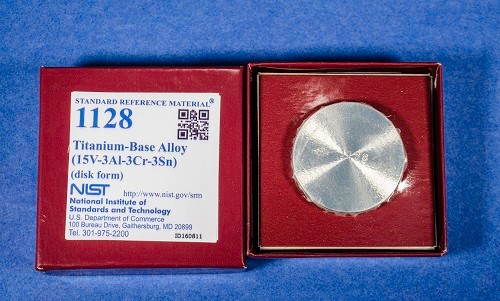 STANDARD REFERENCE MATERIAL®
1128
Titanium-Base Alloy
(15V-3Al-3Cr-3Sn)
(disk form)
NIST http://www.nist.gov/srm
National Institute of
Standards and Technology
U.S. Department of Commerce
100 Bureau Drive, Gaithersburg, MD 20899
Tel. 301-975-2200 ID160811